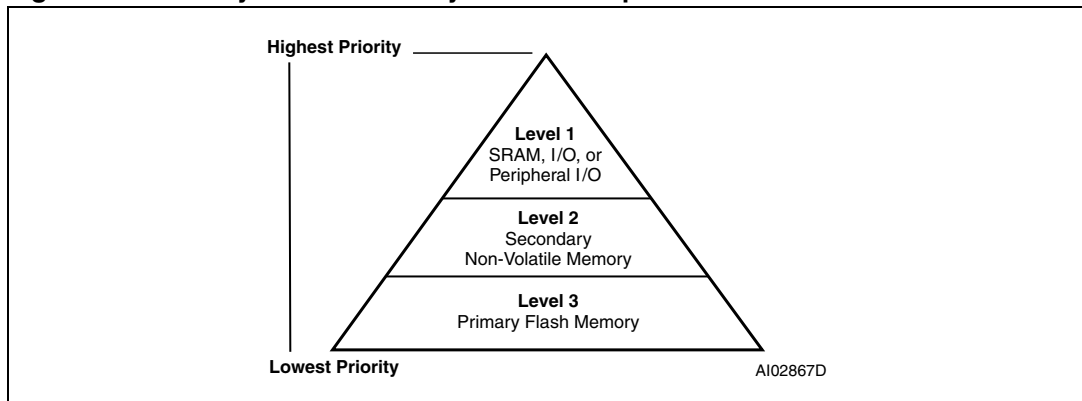 Highest Priority
Level 1
SRAM, I/O, or
Peripheral I/O
Level 2
Secondary
Non-Volatile Memory
Level 3
Primary Flash Memory
Lowest Priority
AI02867D